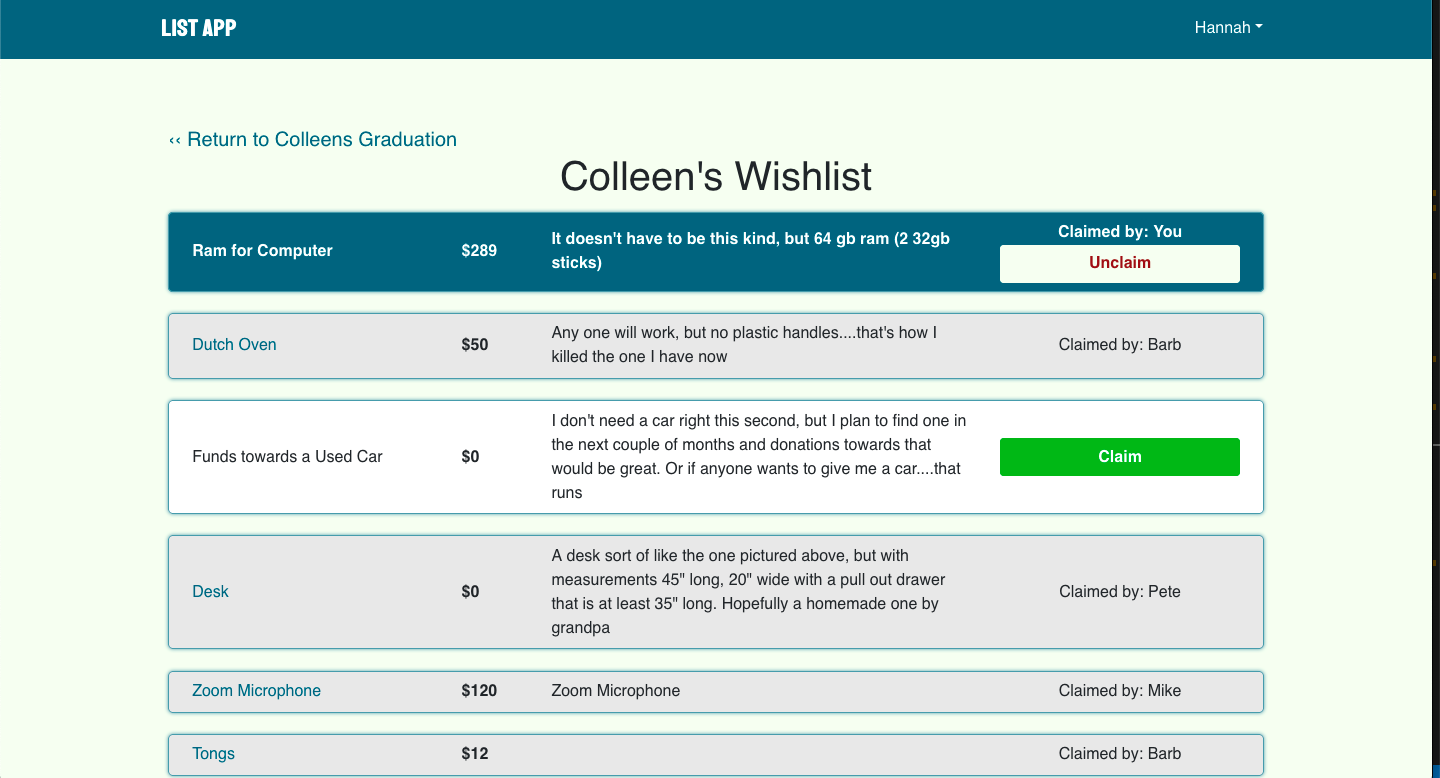 LIST APP
Hannah
‹‹ Return to Colleens Graduation
Colleen's Wishlist
Ram for Computer
$289
It doesn't have to be this kind, but 64 gb ram (2 32gb
sticks)
Claimed by: You
Unclaim
Dutch Oven
$50
Any one will work, but no plastic handles....that's how I
killed the one I have now
Claimed by: Barb
Funds towards a Used Car
$0
I don't need a car right this second, but I plan to find one in
the next couple of months and donations towards that
would be great. Or if anyone wants to give me a car....that
runs
Claim
Desk
$0
A desk sort of like the one pictured above, but with
measurements 45" long, 20" wide with a pull out drawer
that is at least 35" long. Hopefully a homemade one by
grandpa
Claimed by: Pete
Zoom Microphone
$120
Zoom Microphone
Claimed by: Mike
Tongs
$12
Claimed by: Barb